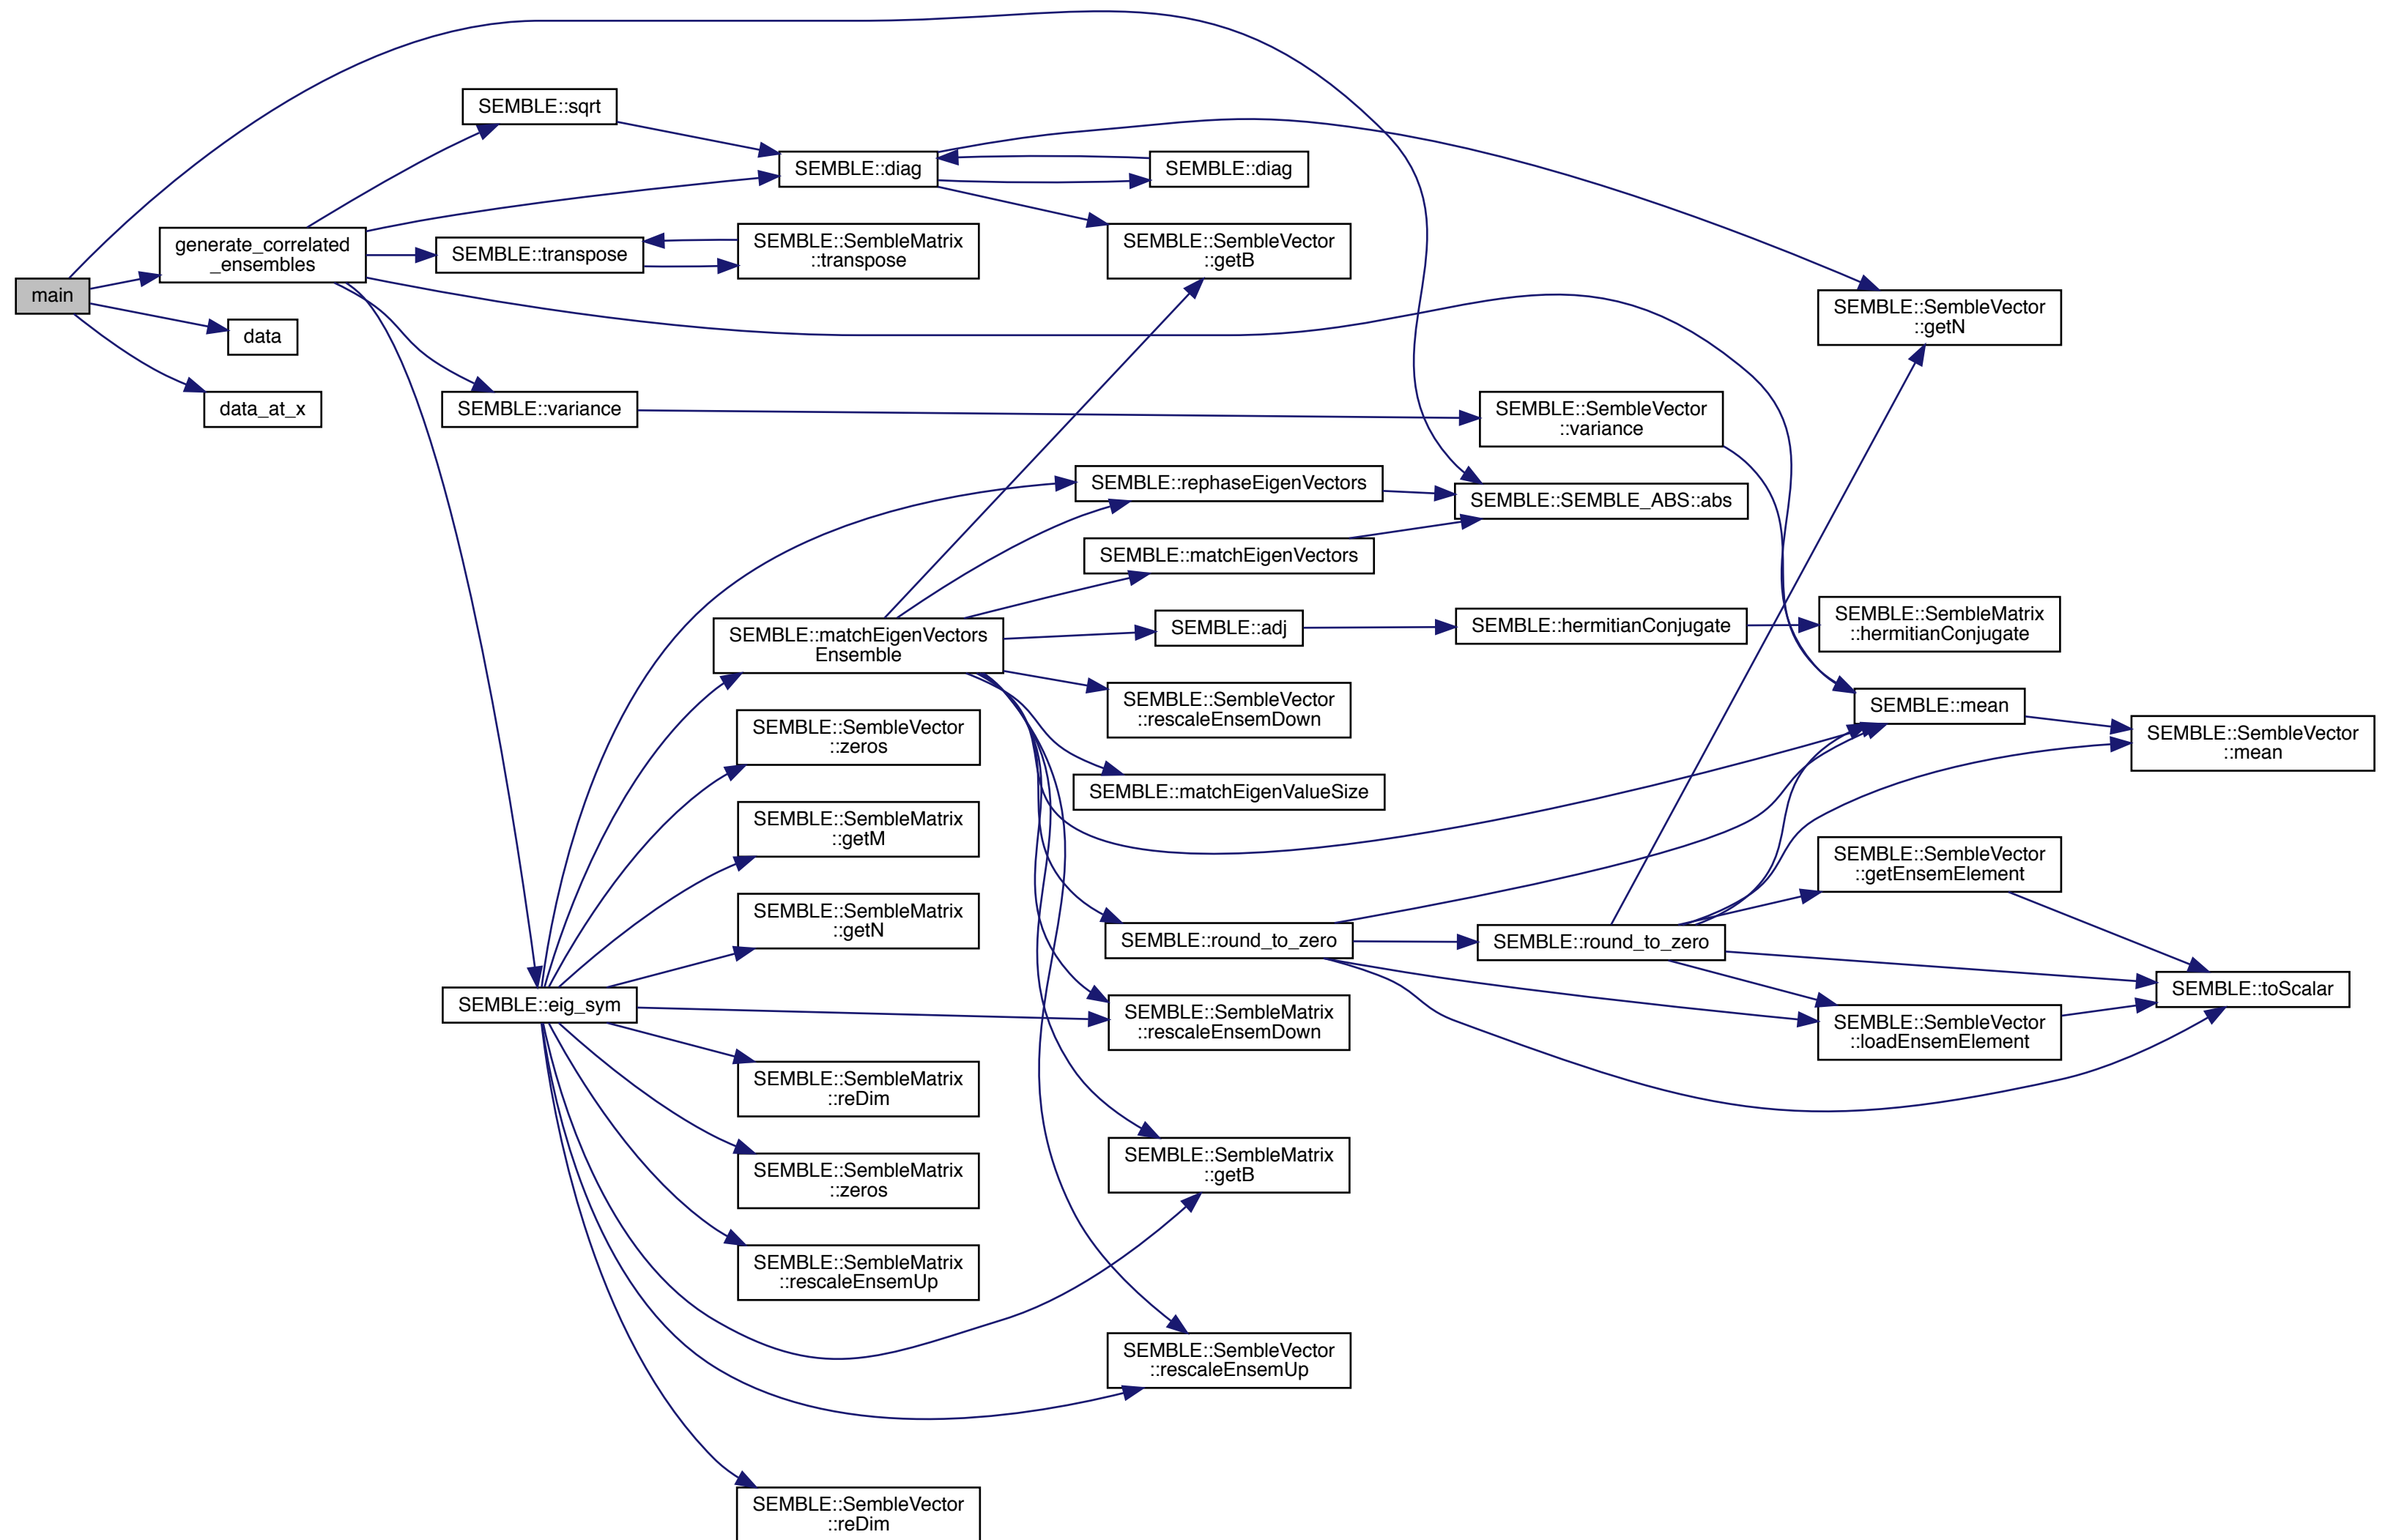 main
generate_correlated
_ensembles
data
data_at_x
SEMBLE::sqrt
SEMBLE::transpose
SEMBLE::variance
SEMBLE::eig_sym
SEMBLE::diag
SEMBLE::SembleMatrix
::transpose
SEMBLE::matchEigenVectors
Ensemble
SEMBLE::SembleVector
::zeros
SEMBLE::SembleMatrix
::getM
SEMBLE::SembleMatrix
::getN
SEMBLE::SembleMatrix
::reDim
SEMBLE::SembleMatrix
::zeros
SEMBLE::SembleMatrix
::rescaleEnsemUp
SEMBLE::SembleVector
::reDim
SEMBLE::diag
SEMBLE::SembleVector
::getB
SEMBLE::rephaseEigenVectors
SEMBLE::matchEigenVectors
SEMBLE::adj
SEMBLE::SembleVector
::rescaleEnsemDown
SEMBLE::matchEigenValueSize
SEMBLE::round_to_zero
SEMBLE::SembleMatrix
::rescaleEnsemDown
SEMBLE::SembleMatrix
::getB
SEMBLE::SembleVector
::rescaleEnsemUp
SEMBLE::SembleVector
::variance
SEMBLE::SEMBLE_ABS::abs
SEMBLE::hermitianConjugate
SEMBLE::round_to_zero
SEMBLE::SembleVector
::getN
SEMBLE::SembleMatrix
::hermitianConjugate
SEMBLE::mean
SEMBLE::SembleVector
::getEnsemElement
SEMBLE::SembleVector
::loadEnsemElement
SEMBLE::SembleVector
::mean
SEMBLE::toScalar